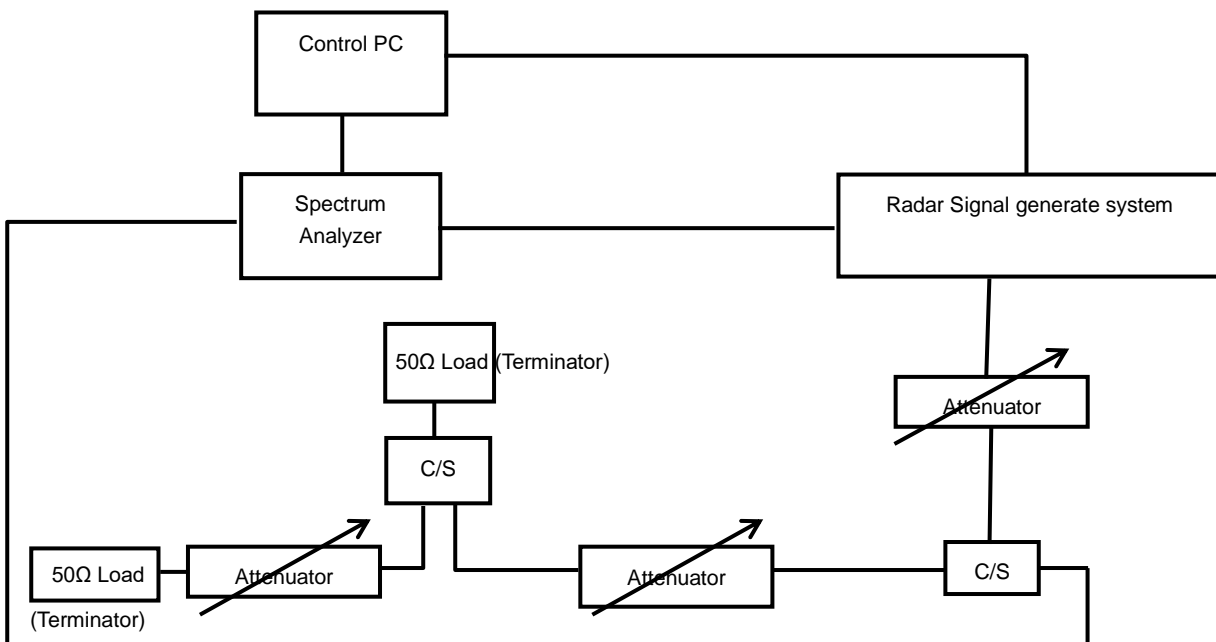 Control PC
Spectrum
Analyzer
Radar Signal generate system
50Ω Load (Terminator)
Attenuator
C/S
50Ω Load
(Terminator)
Attenuator
Attenuator
C/S